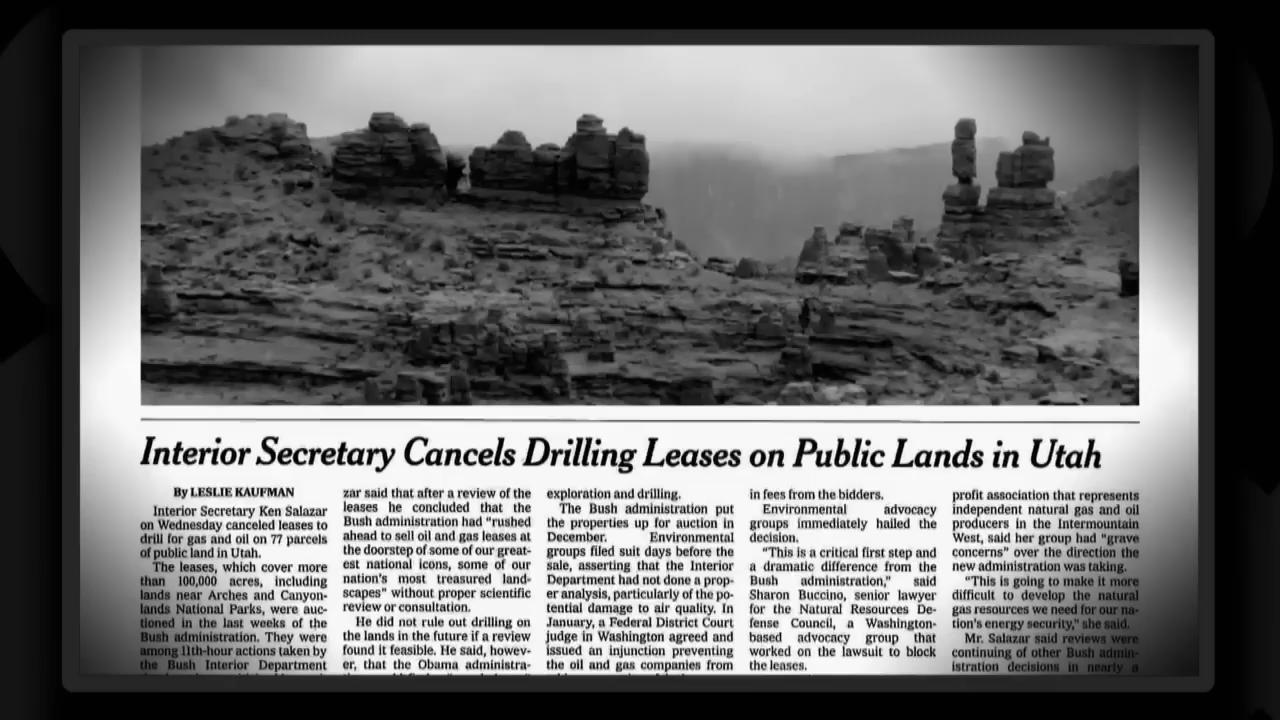 Interior Secretary Cancels Drilling Leases on Public Lands in Utah
By LESLIE KAUFMAN
Interior Secretary Ken Salazar
on Wednesday canceled leases to
drill for gas and oil on 77 parcels
of public land in Utah.
The leases, which cover more
than 100,000 acres, including
lands near Arches and Canyon-
lands National Parks, were auc-
tioned in the last weeks of the
Bush administration. They were
among 11th-hour actions taken by
the Bush Interior Department
zar said that after a review of the
leases he concluded that the
Bush administration had "rushed
ahead to sell oil and gas leases at
the doorstep of some of our great-
est national icons, some of our
nation's most treasured land-
scapes" without proper scientific
review or consultation.
He did not rule out drilling on
the lands in the future if a review
found it feasible. He said, howev-
er, that the Obama administra-
exploration and drilling.
The Bush administration put
the properties up for auction in
December. Environmental
groups filed suit days before the
sale, asserting that the Interior
Department had not done a prop-
er analysis, particularly of the po-
tential damage to air quality. In
January, a Federal District Court
judge in Washington agreed and
issued an injunction preventing
the oil and gas companies from
in fees from the bidders.
Environmental advocacy
groups immediately hailed the
decision.
"This is a critical first step and
a dramatic difference from the
Bush administration," said
Sharon Buccino, senior lawyer
for the Natural Resources De-
fense Council, a Washington-
based advocacy group that
worked on the lawsuit to block
the leases.
profit association that represents
independent natural gas and oil
producers in the Intermountain
West, said her group had "grave
concerns" over the direction the
new administration was taking.
"This is going to make it more
difficult to develop the natural
gas resources we need for our na-
tion's energy security," she said.
Mr. Salazar said reviews were
continuing of other Bush admin-
istration decisions in nearly a